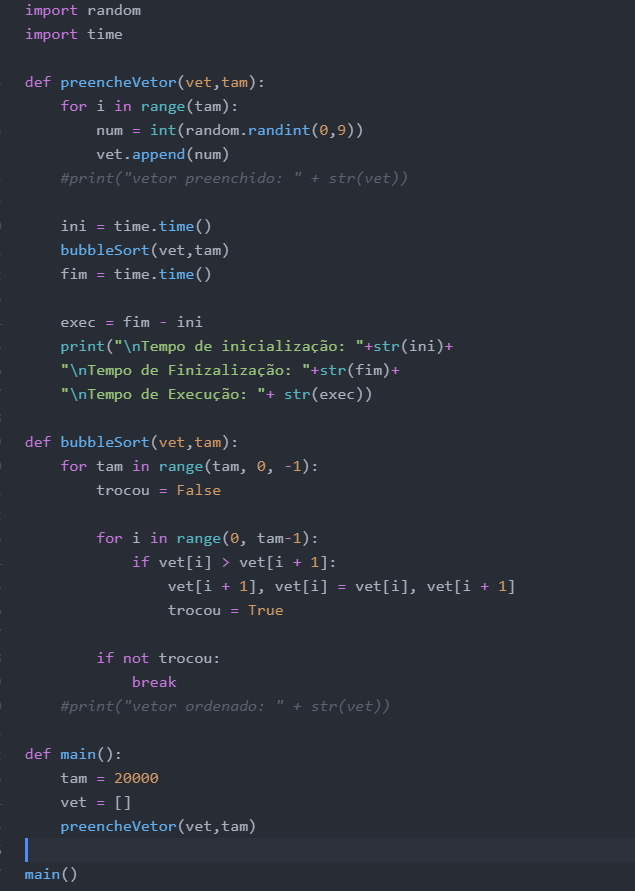 import random
import time
def preencheVetor(vet,tam):
    for i in range(tam):
        num = int(random.randint(0,9))
        vet.append(num)
    #print("vetor preenchido: " + str(vet))
    ini = time.time()
    bubbleSort(vet,tam)
    fim = time.time()
    exec = fim - ini
    print("\nTempo de inicialização: "+str(ini)+
    "\nTempo de Finizalização: "+str(fim)+
    "\nTempo de Execução: "+ str(exec))
def bubbleSort(vet,tam):
    for tam in range(tam, 0, -1):
        trocou = False
        for i in range(0, tam-1):
            if vet[i] > vet[i + 1]:
                vet[i + 1], vet[i] = vet[i], vet[i + 1]
                trocou = True
        if not trocou:
            break
    #print("vetor ordenado: " + str(vet))
def main():
    tam = 20000
    vet = []
    preencheVetor(vet,tam)
main()